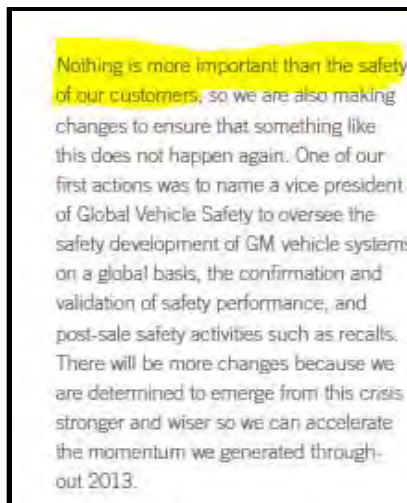 Nothing is more important than the safety
of our customers, so we are also making
changes to ensure that something like
this does not happen again. One of our
first actions was to name a vice president
of Global Vehicle Safety to oversee the
safety development of GM vehicle systems
on a global basis, the confirmation and
validation of safety performance, and
post-sale safety activities such as recalls.
There will be more changes because we
are determined to emerge from this crisis
stronger and wiser so we can accelerate
the momentum we generated through-
out 2013.